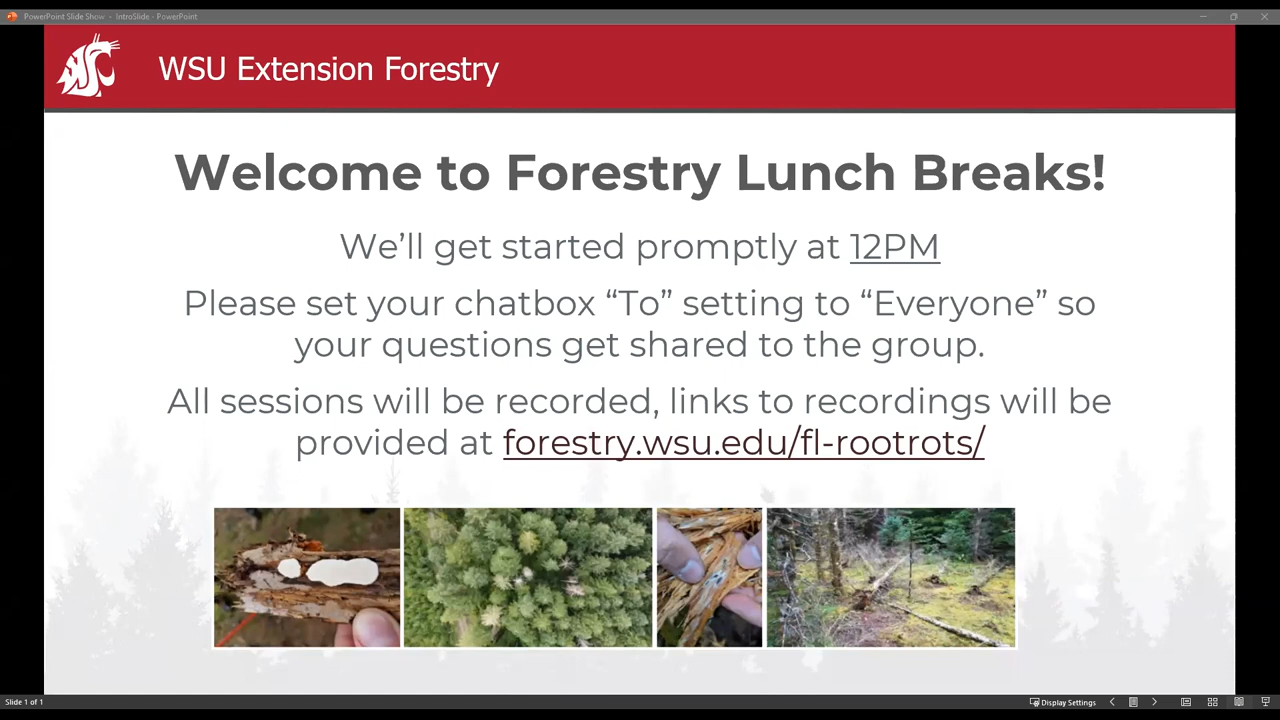 PowerPoint Slide Show - IntroSlide - PowerPoint
WSU Extension Forestry
Welcome to Forestry Lunch Breaks!
We’ll get started promptly at 12PM
Please set your chatbox “To” setting to “Everyone” so
your questions get shared to the group.
All sessions will be recorded, links to recordings will be
provided at forestry.wsu.edu/fl-rootrots/
Slide 1 of 1
Display Settings